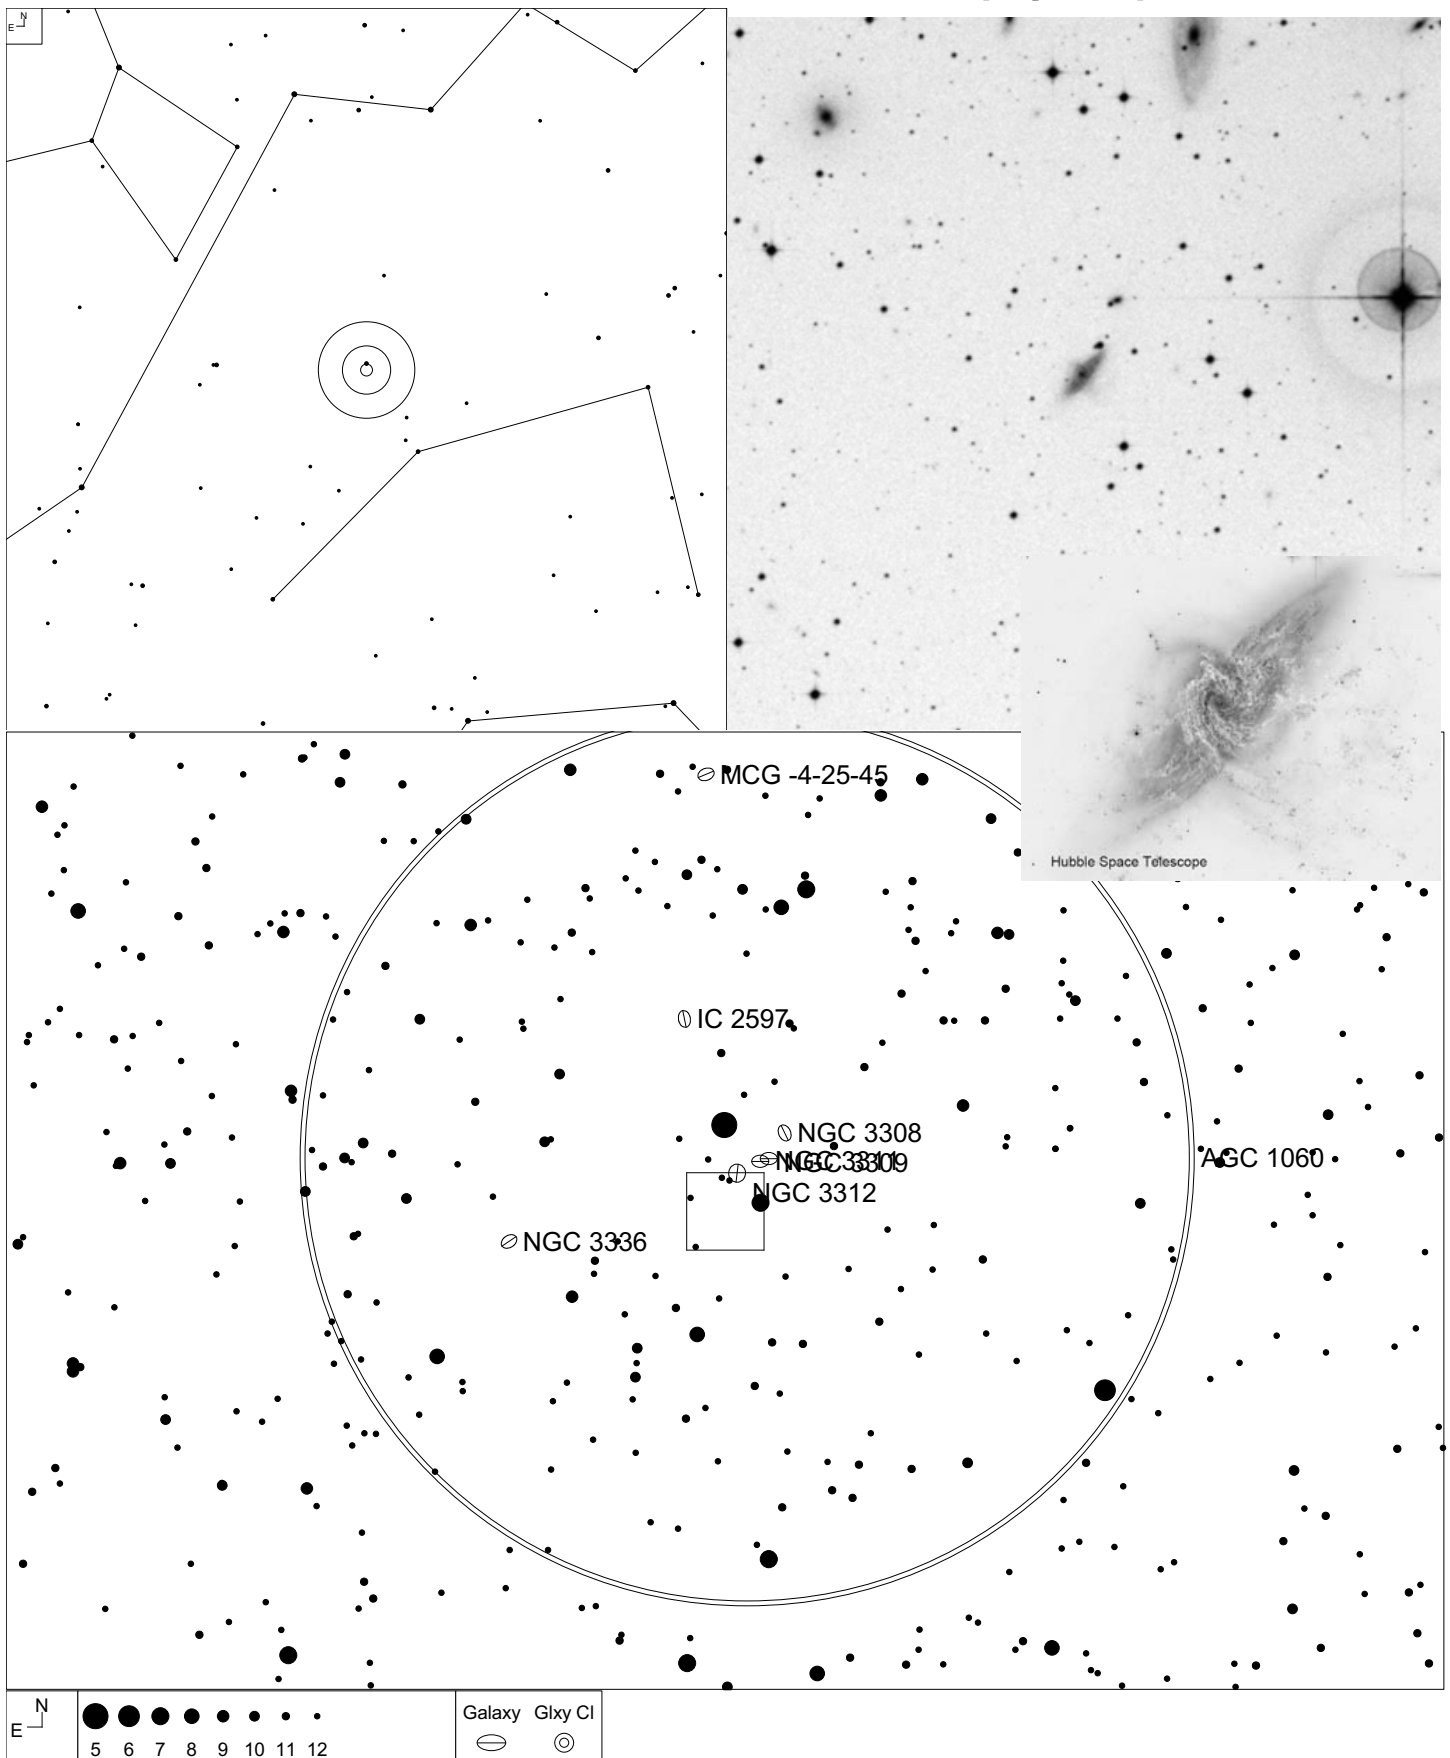 N
E
Hubble Space Telescope
MCG -4-25-45
IC 2597
NGC 3308
NGC 3311
NGC 3309
AGC 1060
NGC 3312
NGC 3336
N
E
5 6 7 8 9 10 11 12
Galaxy Glxy Cl